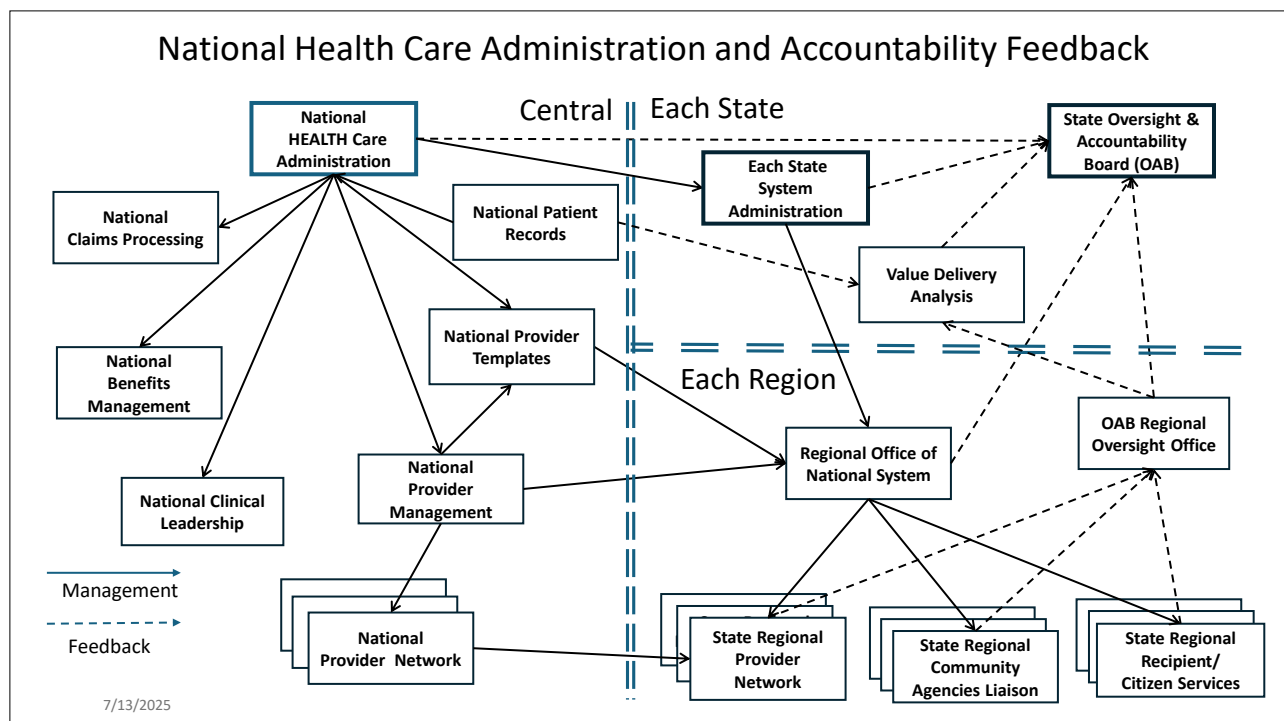 National Health Care Administration and Accountability Feedback
Central
Each State
National
HEALTH Care
Administration
State Oversight &
Accountability
Board (OAB)
Each State
System
Administration
National
Claims Processing
National Patient
Records
Value Delivery
Analysis
National Provider
Templates
National
Benefits
Management
Each Region
OAB Regional
Oversight Office
Regional Office of
National System
National
Provider
Management
National Clinical
Leadership
Management
Feedback
National
Provider Network
State Regional
Provider
Network
State Regional
Community
Agencies Liaison
State Regional
Recipient/
Citizen Services
7/13/2025